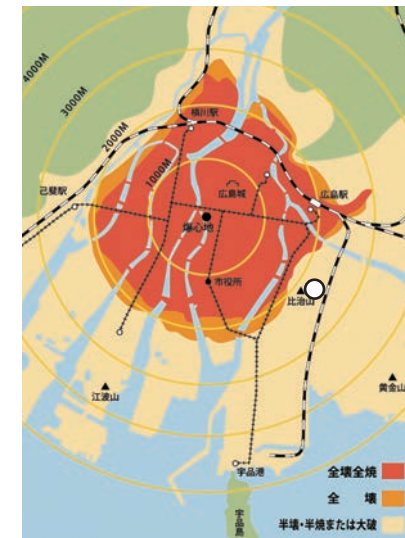 4000M
3000M
2000M
1000M
横川駅
己斐駅
広島城
広島駅
爆心地
市役所
比治山
江波山
黄金山
宇品港
宇品島
全壊全焼
全 壊
半壊・半焼または大破